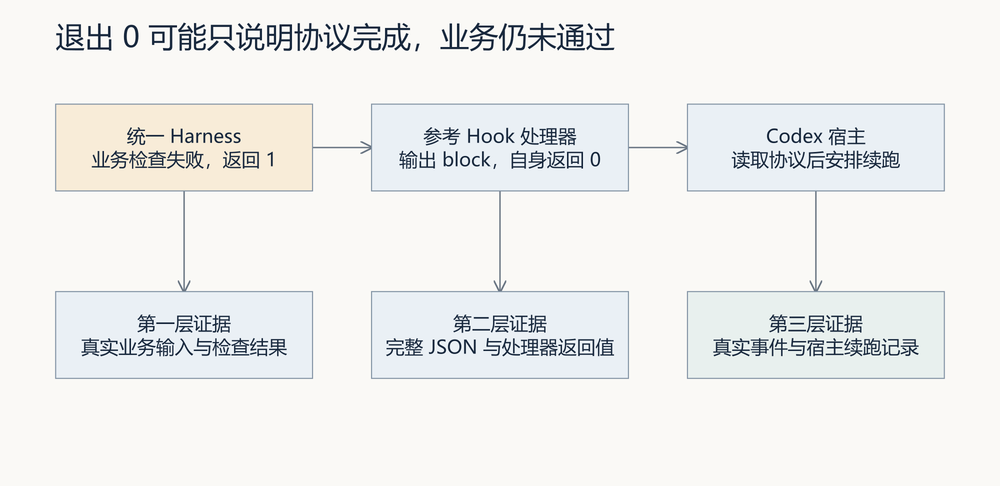 退出 0 可能只说明协议完成，业务仍未通过
统一 Harness
业务检查失败，返回 1
参考 Hook 处理器
输出 block，自身返回 0
Codex 宿主
读取协议后安排续跑
第一层证据
真实业务输入与检查结果
第二层证据
完整 JSON 与处理器返回值
第三层证据
真实事件与宿主续跑记录